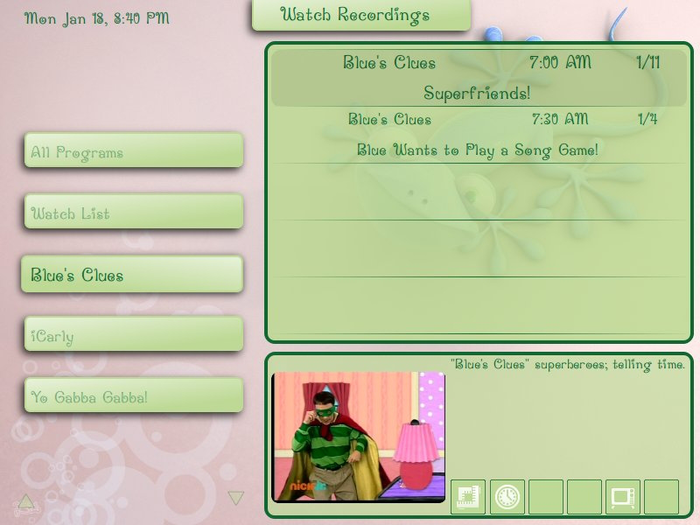 Mon Jan 18, 8:40 PM
Watch Recordings
Blue's Clues 7:00 AM 1/11
Superfriends!
Blue's Clues 7:30 AM 1/4
Blue Wants to Play a Song Game!
All Programs
Watch List
Blue's Clues
iCarly
Yo Gabba Gabba!
"Blue's Clues" superheroes; telling time.
nick jr.